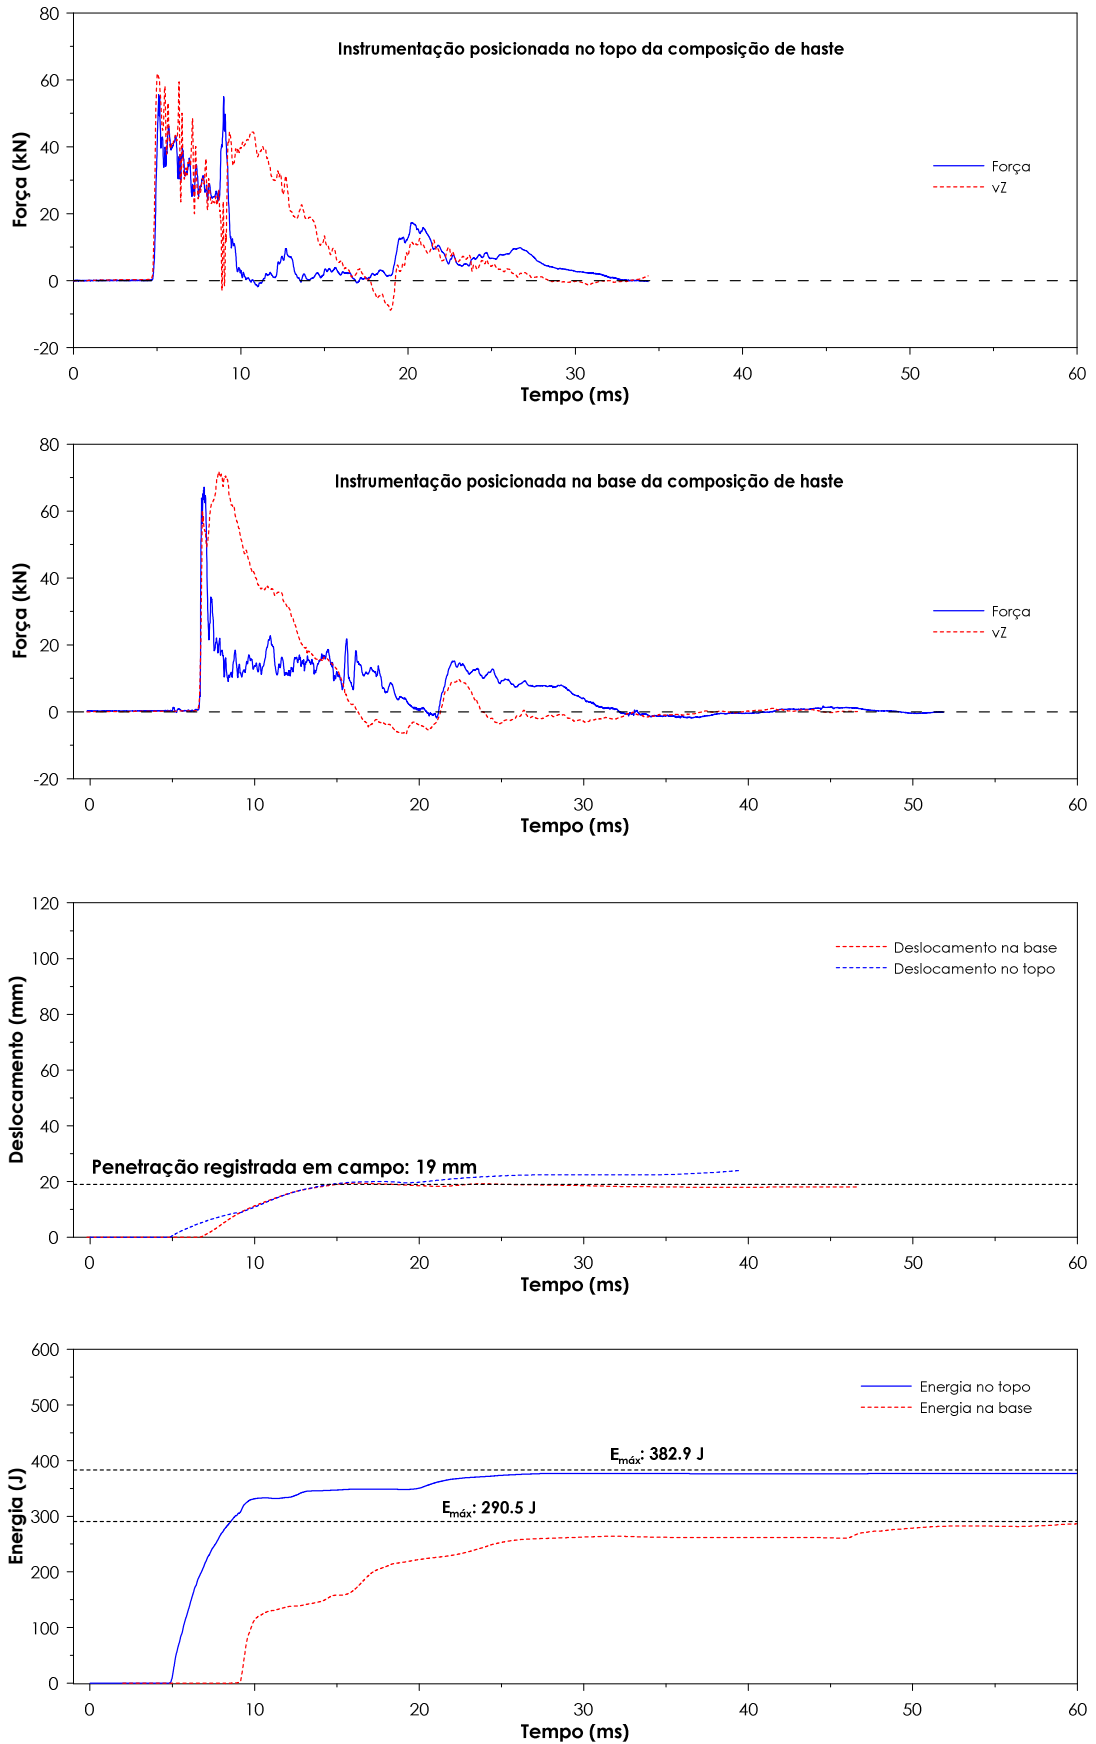 80
60
40
20
0
-20
Força (kN)
Instrumentação posicionada no topo da composição de haste
Força
vZ
0 10 20 30 40 50 60
Tempo (ms)
80
60
40
20
0
-20
Força (kN)
Instrumentação posicionada na base da composição de haste
Força
vZ
0 10 20 30 40 50 60
Tempo (ms)
120
100
80
60
40
20
0
Deslocamento (mm)
Deslocamento na base
Deslocamento no topo
Penetração registrada em campo: 19 mm
0 10 20 30 40 50 60
Tempo (ms)
600
500
400
300
200
100
0
Energia (J)
Energia no topo
Energia na base
Emáx: 382.9 J
Emáx: 290.5 J
0 10 20 30 40 50 60
Tempo (ms)